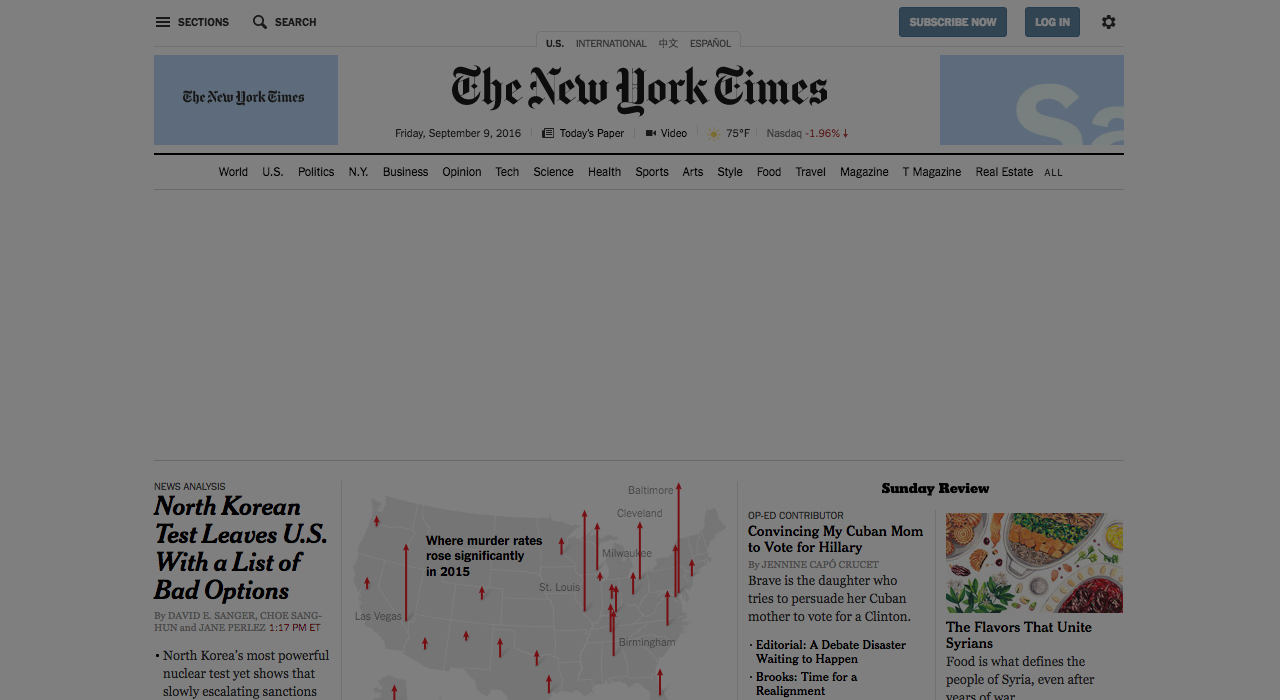 SECTIONS
SEARCH
SUBSCRIBE NOW
LOG IN
U.S.
INTERNATIONAL
中文
ESPAÑOL
The New York Times
The New York Times
Sa
Friday, September 9, 2016
Today's Paper
Video
75°F
Nasdaq -1.96%
World
U.S.
Politics
N.Y.
Business
Opinion
Tech
Science
Health
Sports
Arts
Style
Food
Travel
Magazine
T Magazine
Real Estate
ALL
NEWS ANALYSIS
North Korean
Test Leaves U.S.
With a List of
Bad Options
By DAVID E. SANGER, CHOE SANG-
HUN and JANE PERLEZ 1:17 PM ET
• North Korea's most powerful
nuclear test yet shows that
slowly escalating sanctions
Where murder rates
rose significantly
in 2015
Baltimore
Cleveland
Milwaukee
St. Louis
Las Vegas
Birmingham
Sunday Review
OP-ED CONTRIBUTOR
Convincing My Cuban Mom
to Vote for Hillary
By JENNINE CAPÓ CRUCET
Brave is the daughter who
tries to persuade her Cuban
mother to vote for a Clinton.
· Editorial: A Debate Disaster
Waiting to Happen
· Brooks: Time for a
Realignment
The Flavors That Unite
Syrians
Food is what defines the
people of Syria, even after
years of war.